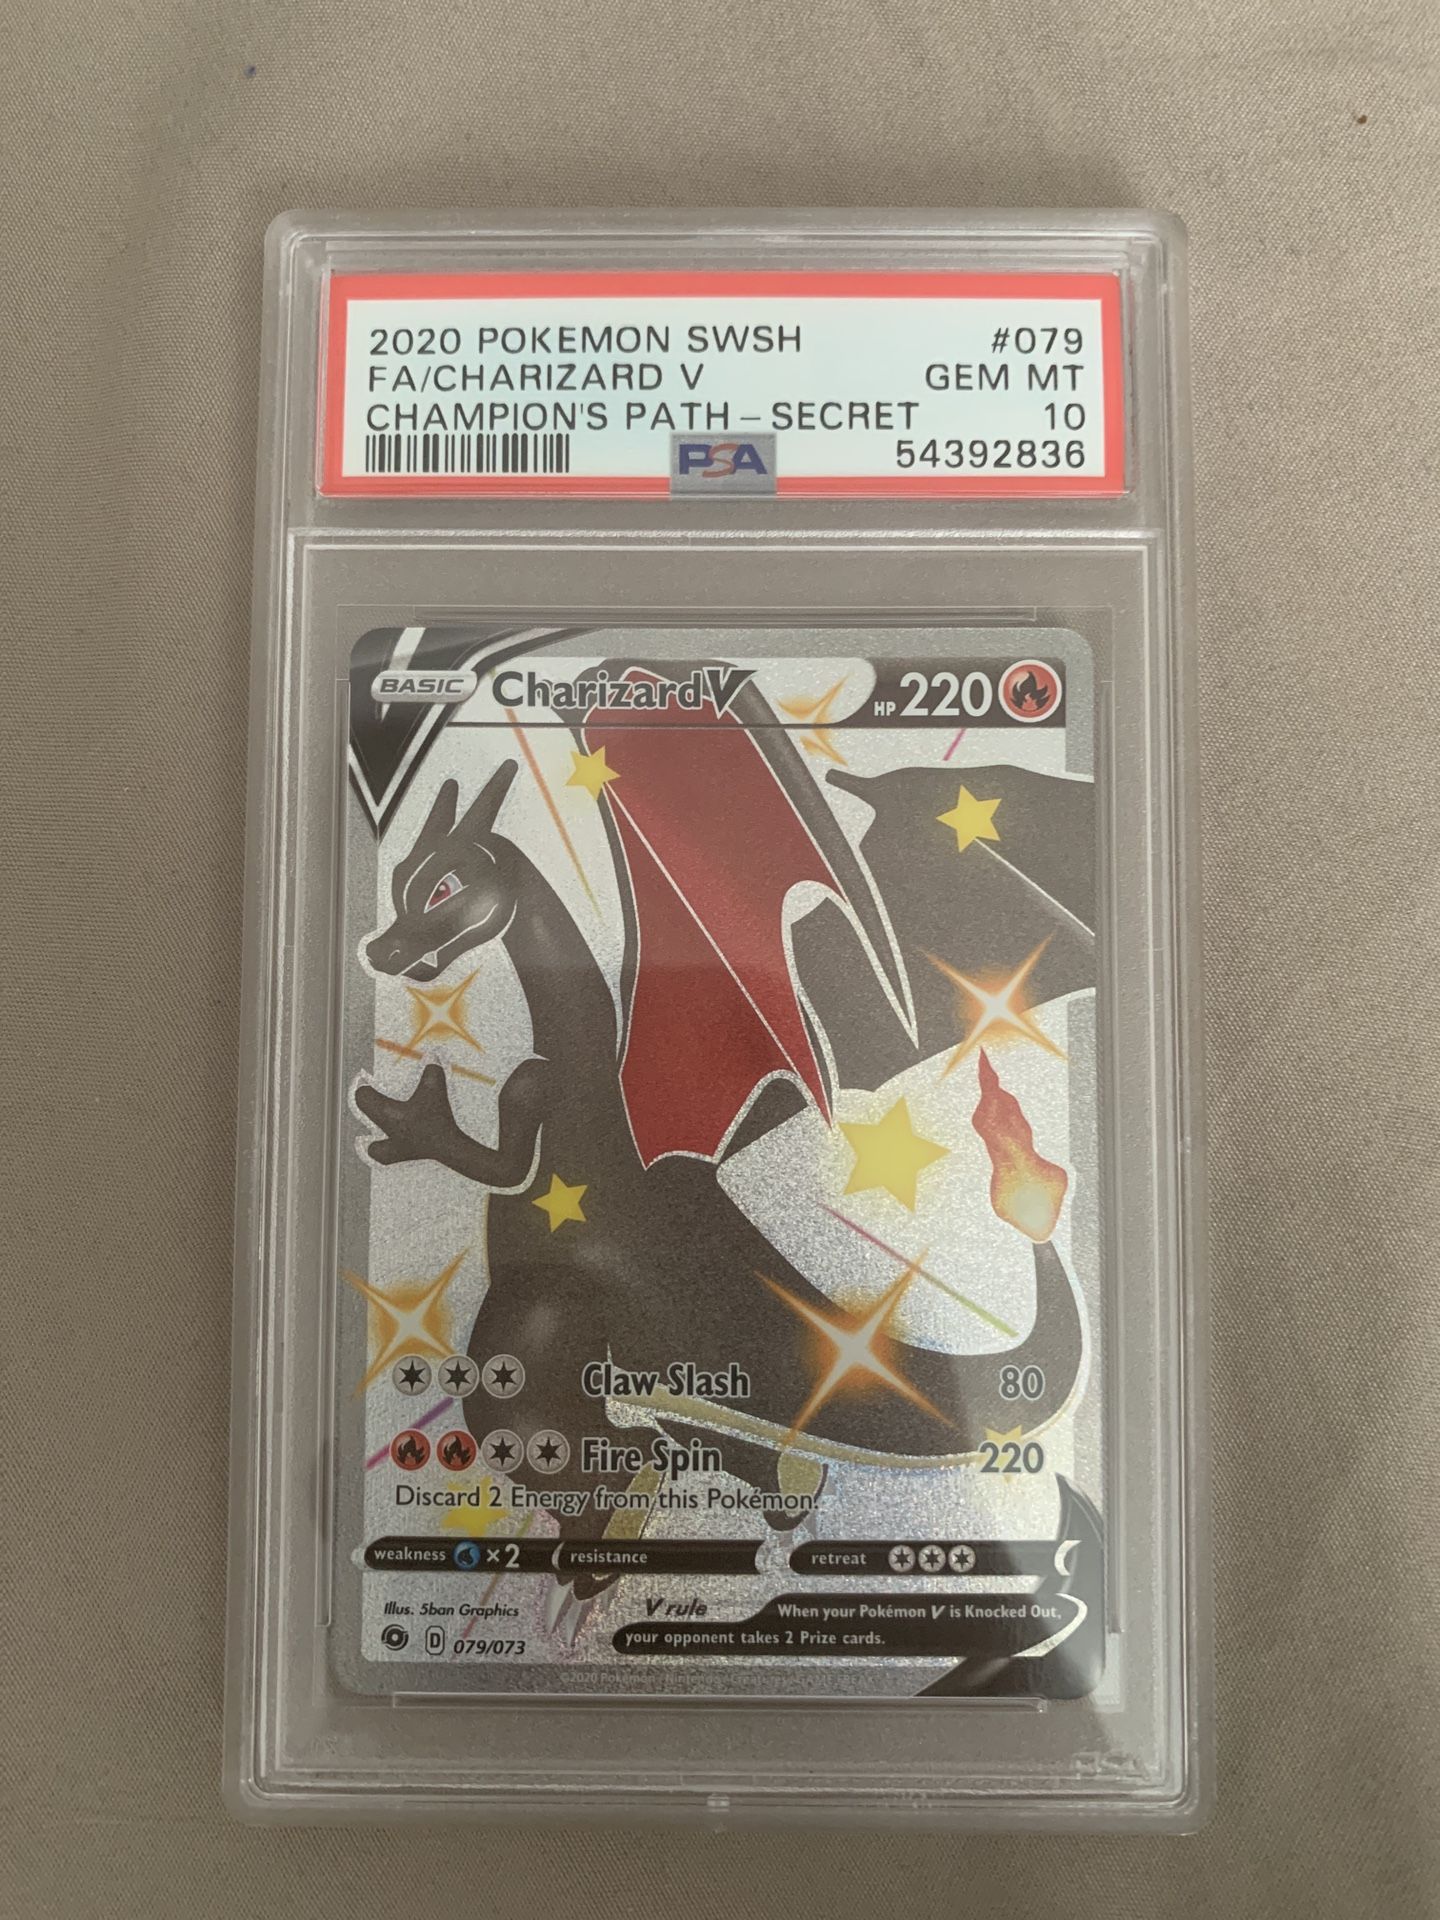 2020 POKEMON SWSH #079
FA/CHARIZARD V GEM MT
CHAMPION'S PATH – SECRET 10
PSA 54392836
BASIC Charizard V HP 220
Claw Slash 80
Fire Spin 220
Discard 2 Energy from this Pokémon.
weakness ×2 resistance retreat
Illus. 5ban Graphics
V rule When your Pokémon V is Knocked Out,
your opponent takes 2 Prize cards.
D 079/073
©2020 Pokémon